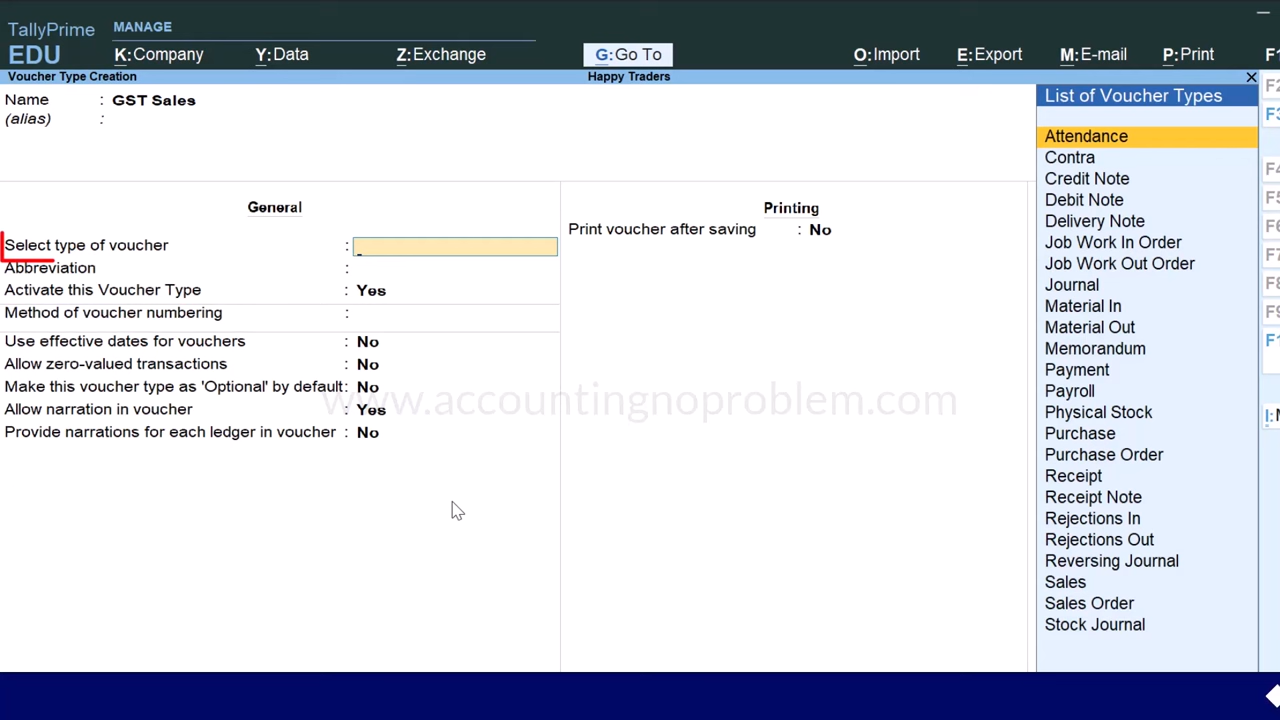 TallyPrime
MANAGE
EDU
K:Company
Y:Data
Z:Exchange
G:Go To
O:Import
E:Export
M:E-mail
P:Print
F1
Voucher Type Creation
Happy Traders
Name : GST Sales
(alias) :
General
Select type of voucher :
Abbreviation :
Activate this Voucher Type : Yes
Method of voucher numbering :
Use effective dates for vouchers : No
Allow zero-valued transactions : No
Make this voucher type as 'Optional' by default : No
Allow narration in voucher : Yes
Provide narrations for each ledger in voucher : No
Printing
Print voucher after saving : No
www.accountingnoproblem.com
List of Voucher Types
Attendance
Contra
Credit Note
Debit Note
Delivery Note
Job Work In Order
Job Work Out Order
Journal
Material In
Material Out
Memorandum
Payment
Payroll
Physical Stock
Purchase
Purchase Order
Receipt
Receipt Note
Rejections In
Rejections Out
Reversing Journal
Sales
Sales Order
Stock Journal